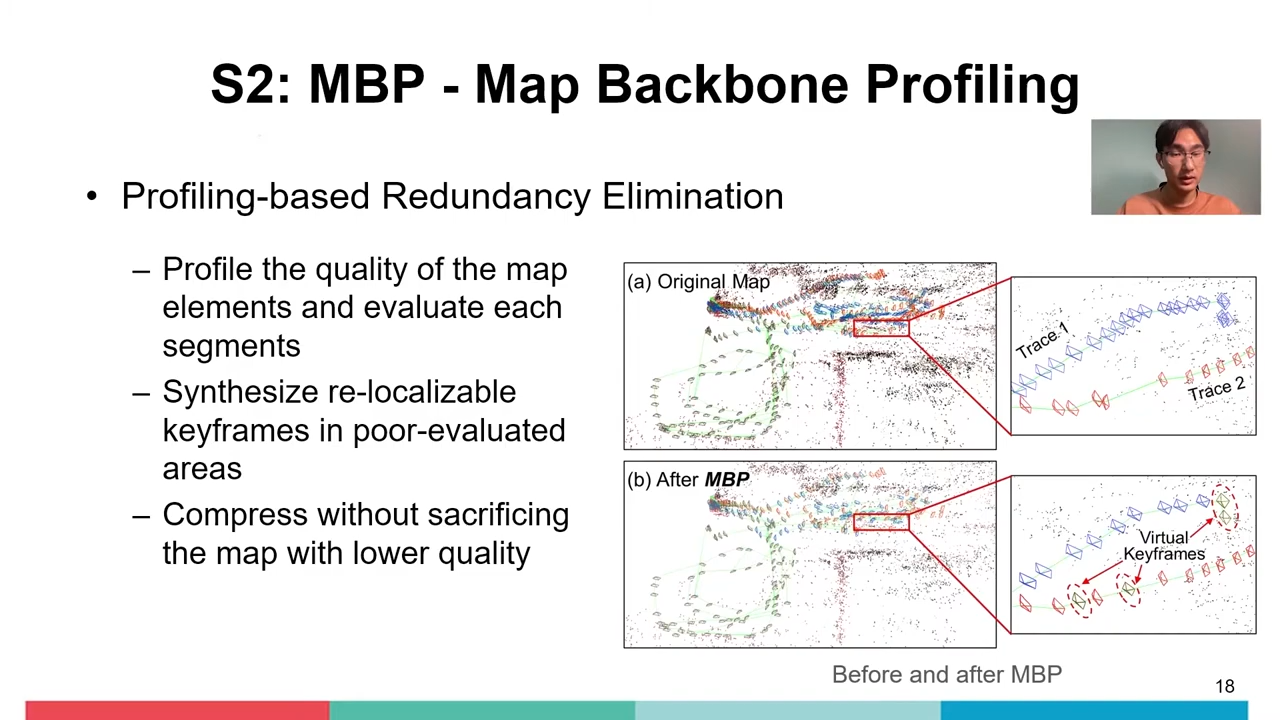 S2: MBP - Map Backbone Profiling
• Profiling-based Redundancy Elimination
– Profile the quality of the map
elements and evaluate each
segments
– Synthesize re-localizable
keyframes in poor-evaluated
areas
– Compress without sacrificing
the map with lower quality
(a) Original Map
Trace 1
Trace 2
(b) After MBP
Virtual
Keyframes
Before and after MBP
18